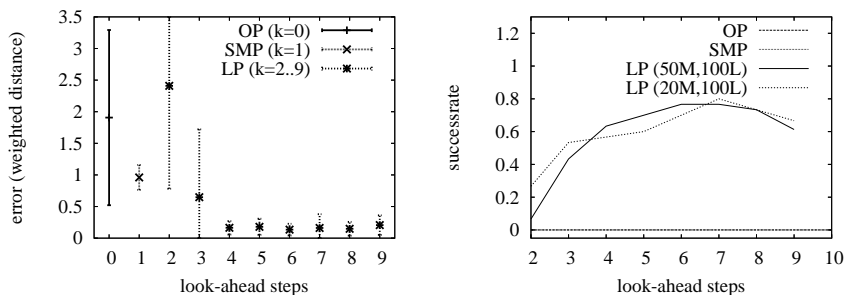 error (weighted distance)
3.5
3
2.5
2
1.5
1
0.5
0
OP (k=0)
SMP (k=1)
LP (k=2..9)
0 1 2 3 4 5 6 7 8 9
look-ahead steps
successrate
1.2
1
0.8
0.6
0.4
0.2
0
OP
SMP
LP (50M,100L)
LP (20M,100L)
2 3 4 5 6 7 8 9 10
look-ahead steps